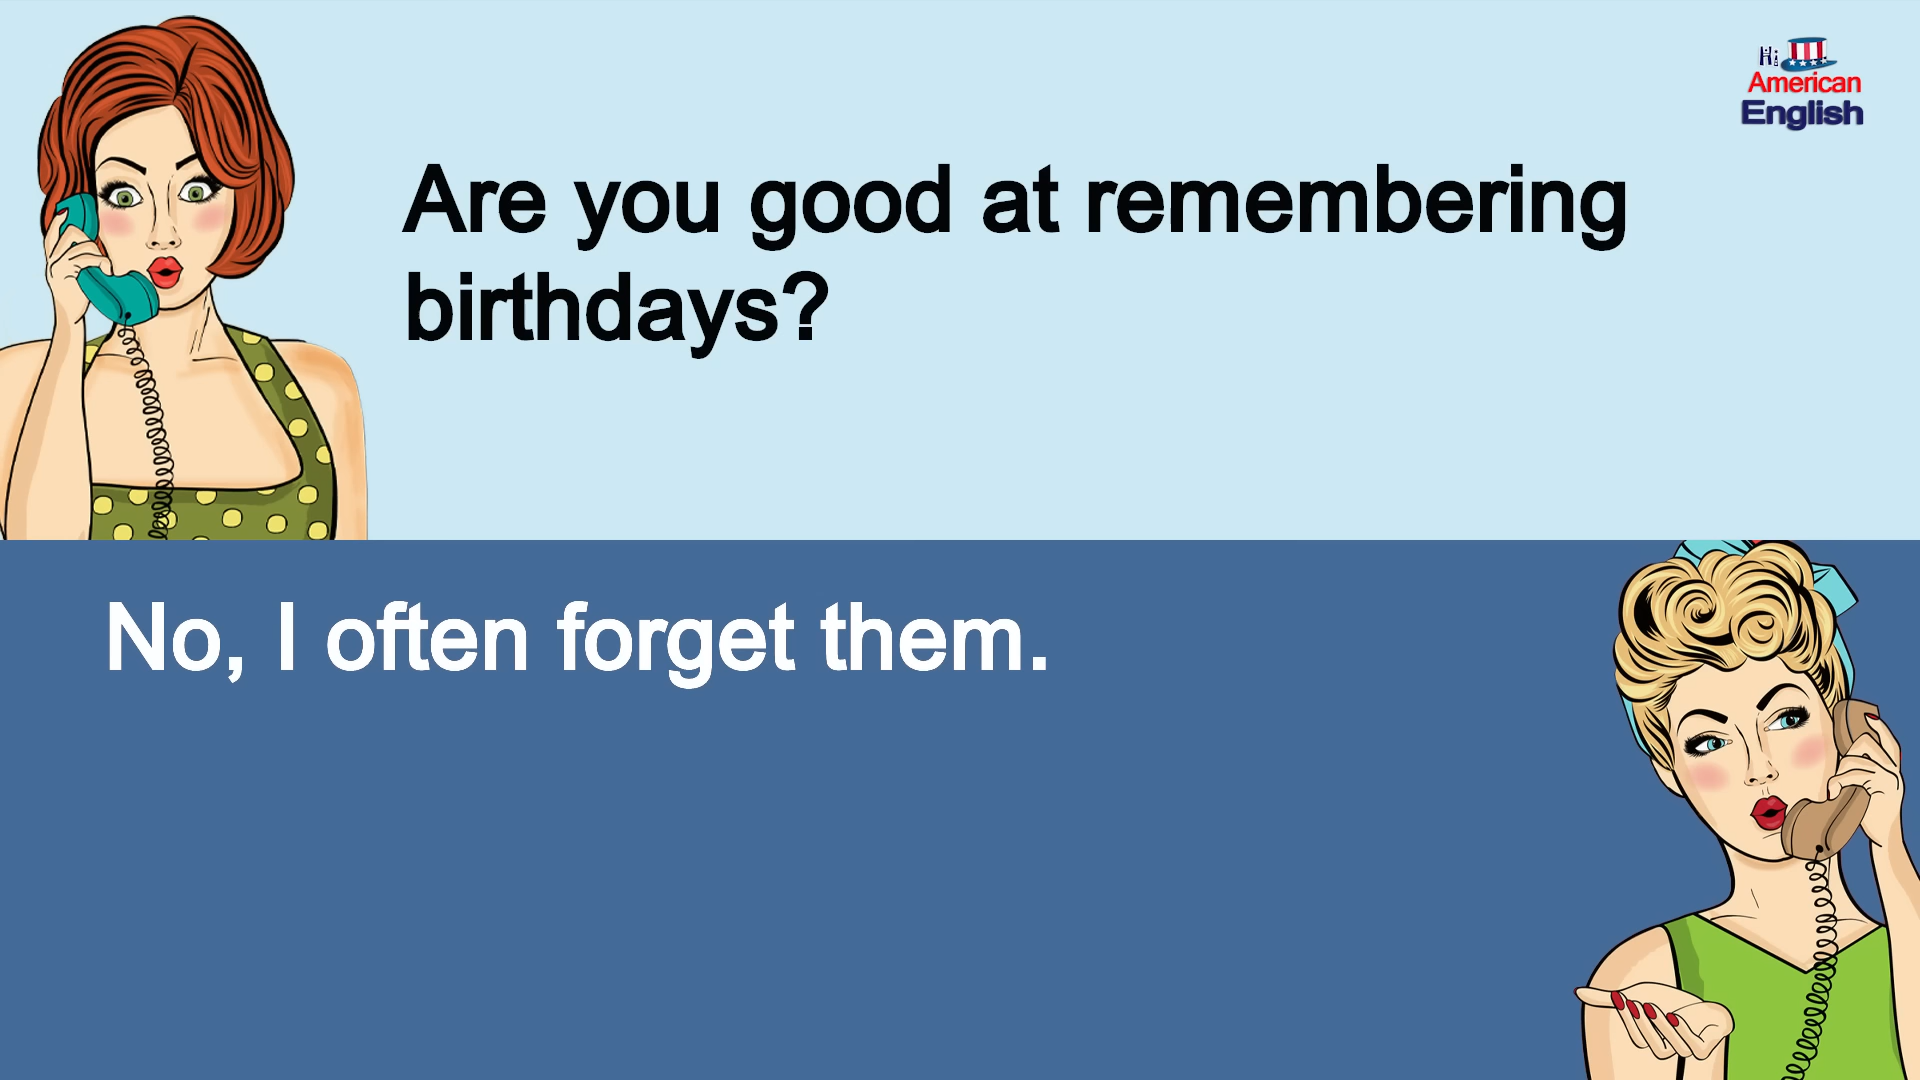 Hi
American
English
Are you good at remembering
birthdays?
No, I often forget them.